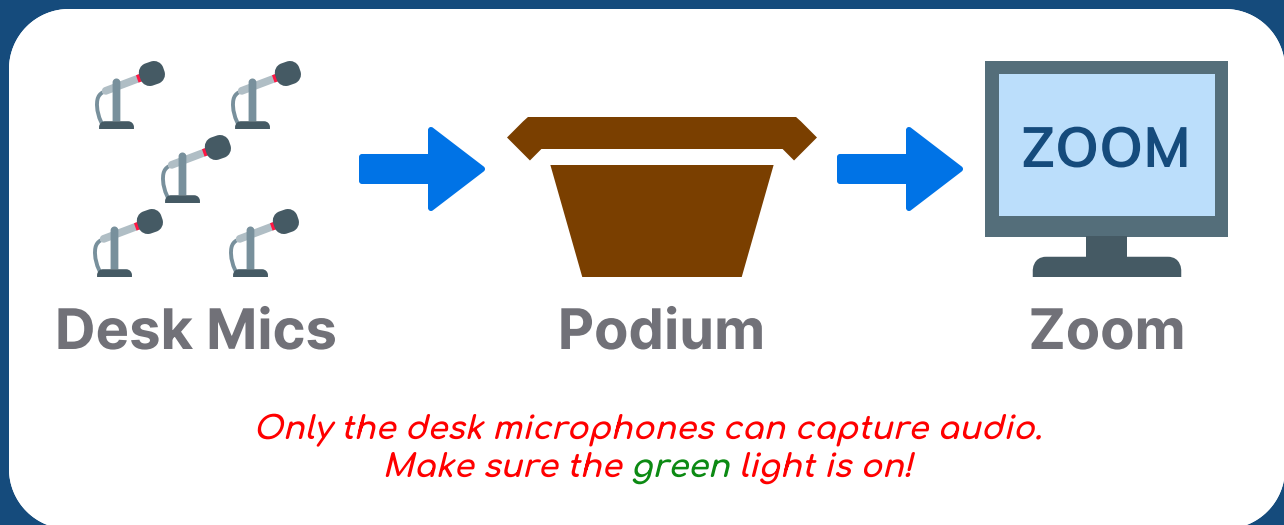 ZOOM
Desk Mics
Podium
Zoom
Only the desk microphones can capture audio.
Make sure the green light is on!